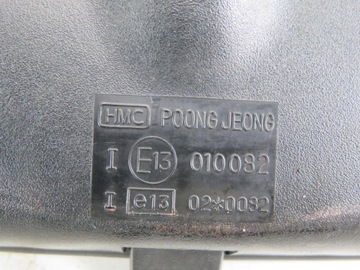 HMC POONG JEONG
I E13 010082
I e13 02*0082